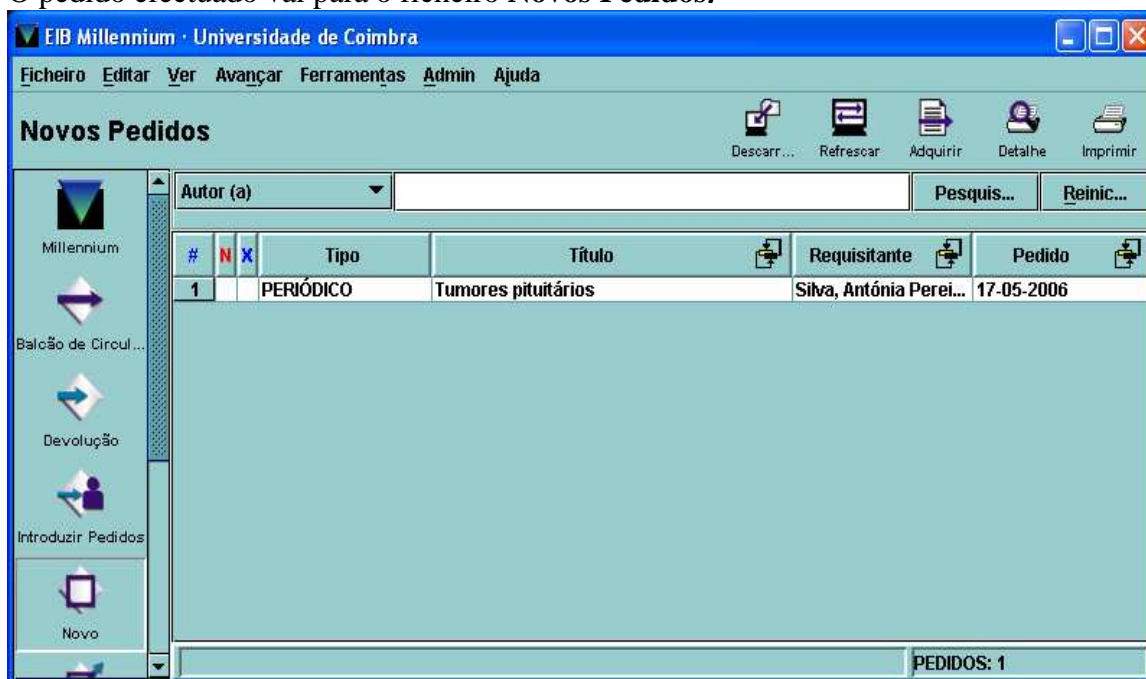 O pedido efectuado vai para o ficheiro Novos Pedidos.
EIB Millennium · Universidade de Coimbra
Ficheiro Editar Ver Avançar Ferramentas Admin Ajuda
Novos Pedidos
Descarr... Refrescar Adquirir Detalhe Imprimir
Autor (a) Pesquis... Reinic...
# N X Tipo Título Requisitante Pedido
1 PERIÓDICO Tumores pituitários Silva, Antónia Perei... 17-05-2006
Millennium
Balcão de Circul...
Devolução
Introduzir Pedidos
Novo
PEDIDOS: 1